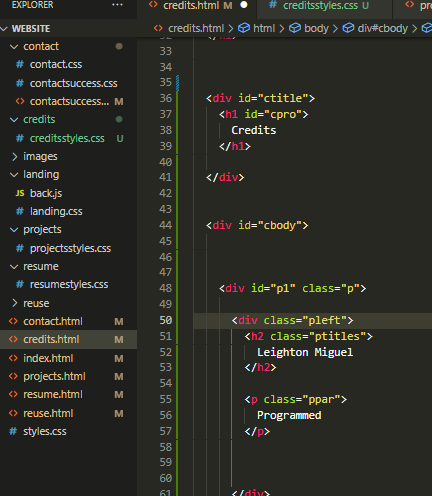 EXPLORER ...
WEBSITE
contact
# contact.css
# contactsuccess.css
<> contactsuccess... M
credits
# creditsstyles.css U
images
landing
JS back.js
# landing.css
projects
# projectsstyles.css
resume
# resumestyles.css
reuse
<> contact.html M
<> credits.html M
<> index.html M
<> projects.html M
<> resume.html M
<> reuse.html M
# styles.css
<> credits.html M ● # creditsstyles.css U <> pr
<> credits.html > html > body > div#cbody >
33
34
35
36 <div id="ctitle">
37 <h1 id="cpro">
38 Credits
39 </h1>
40
41 </div>
42
43
44 <div id="cbody">
45
46
47
48 <div id="p1" class="p">
49
50 <div class="pleft">
51 <h2 class="ptitles">
52 Leighton Miguel
53 </h2>
54
55 <p class="ppar">
56 Programmed
57 </p>
58
59
60
61 </div>